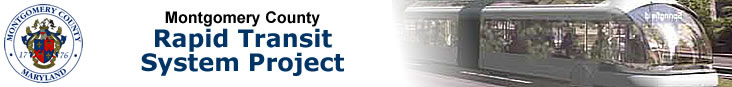 MONTGOMERY COUNTY
17 76
MARYLAND
Montgomery County
Rapid Transit
System Project